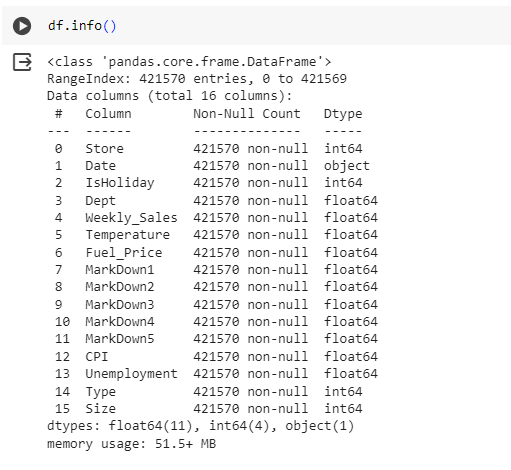 df.info()
<class 'pandas.core.frame.DataFrame'>
RangeIndex: 421570 entries, 0 to 421569
Data columns (total 16 columns):
 #   Column        Non-Null Count   Dtype
---  ------        --------------   -----
 0   Store         421570 non-null  int64
 1   Date          421570 non-null  object
 2   IsHoliday     421570 non-null  int64
 3   Dept          421570 non-null  float64
 4   Weekly_Sales  421570 non-null  float64
 5   Temperature   421570 non-null  float64
 6   Fuel_Price    421570 non-null  float64
 7   MarkDown1     421570 non-null  float64
 8   MarkDown2     421570 non-null  float64
 9   MarkDown3     421570 non-null  float64
 10  MarkDown4     421570 non-null  float64
 11  MarkDown5     421570 non-null  float64
 12  CPI           421570 non-null  float64
 13  Unemployment  421570 non-null  float64
 14  Type          421570 non-null  int64
 15  Size          421570 non-null  int64
dtypes: float64(11), int64(4), object(1)
memory usage: 51.5+ MB